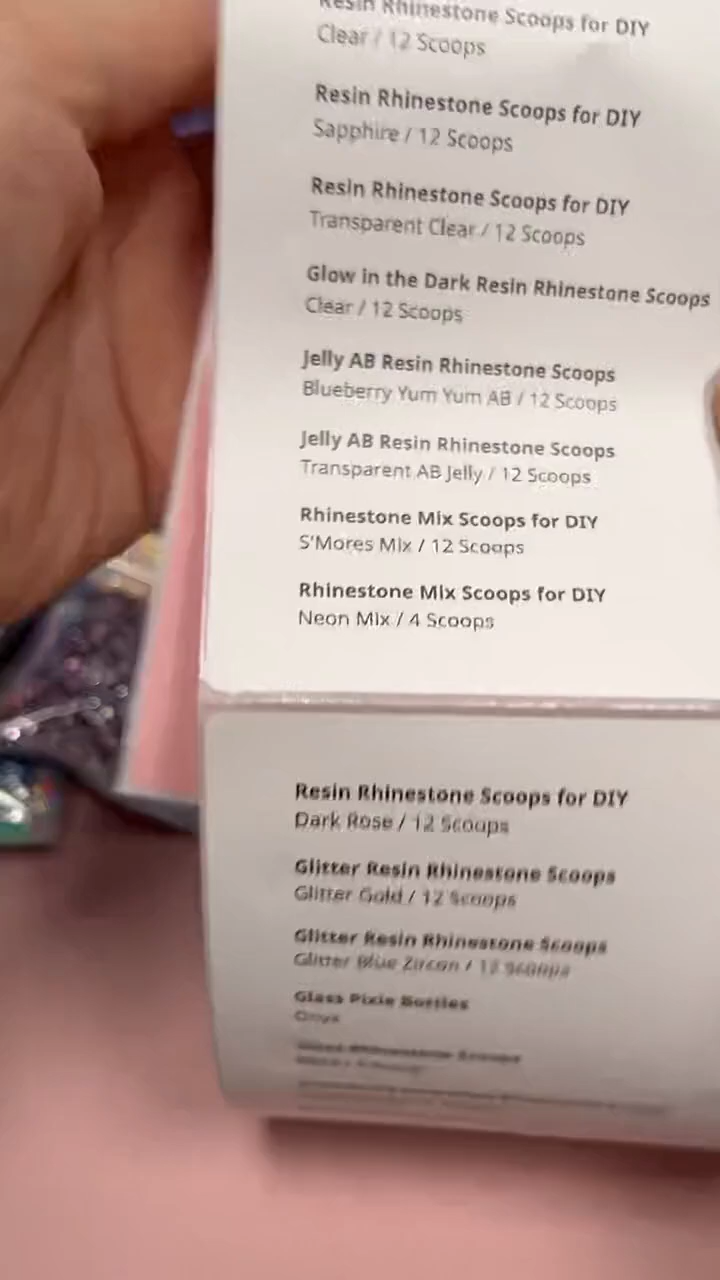 Resin Rhinestone Scoops for DIY
Clear / 12 Scoops
Resin Rhinestone Scoops for DIY
Sapphire / 12 Scoops
Resin Rhinestone Scoops for DIY
Transparent Clear / 12 Scoops
Glow in the Dark Resin Rhinestone Scoops
Clear / 12 Scoops
Jelly AB Resin Rhinestone Scoops
Blueberry Yum Yum AB / 12 Scoops
Jelly AB Resin Rhinestone Scoops
Transparent AB Jelly / 12 Scoops
Rhinestone Mix Scoops for DIY
S'Mores Mix / 12 Scoops
Rhinestone Mix Scoops for DIY
Neon Mix / 4 Scoops
Resin Rhinestone Scoops for DIY
Dark Rose / 12 Scoops
Glitter Resin Rhinestone Scoops
Glitter Gold / 12 Scoops
Glitter Resin Rhinestone Scoops
Glitter Blue Zircon / 12 Scoops
Glass Pixie Bottles
Onyx
Rhinestone Scoops